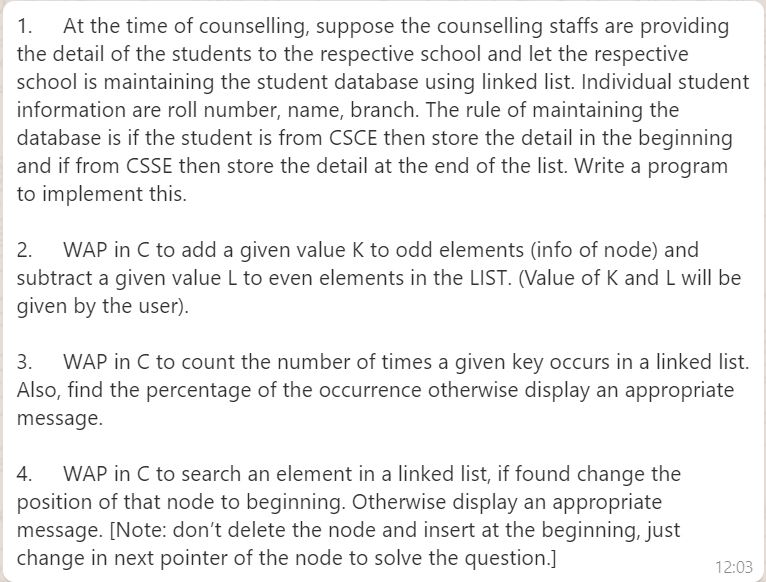 1. At the time of counselling, suppose the counselling staffs are providing
the detail of the students to the respective school and let the respective
school is maintaining the student database using linked list. Individual student
information are roll number, name, branch. The rule of maintaining the
database is if the student is from CSCE then store the detail in the beginning
and if from CSSE then store the detail at the end of the list. Write a program
to implement this.
2. WAP in C to add a given value K to odd elements (info of node) and
subtract a given value L to even elements in the LIST. (Value of K and L will be
given by the user).
3. WAP in C to count the number of times a given key occurs in a linked list.
Also, find the percentage of the occurrence otherwise display an appropriate
message.
4. WAP in C to search an element in a linked list, if found change the
position of that node to beginning. Otherwise display an appropriate
message. [Note: don’t delete the node and insert at the beginning, just
change in next pointer of the node to solve the question.]
12:03